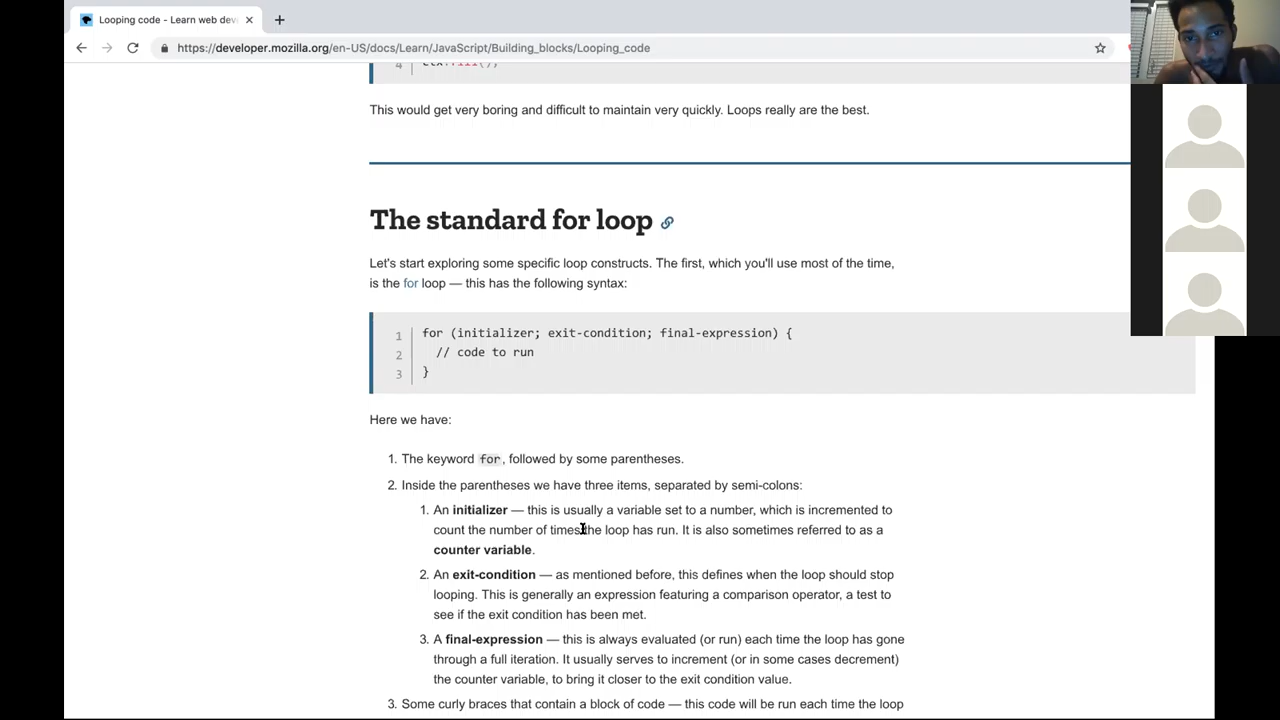 Looping code - Learn web dev
https://developer.mozilla.org/en-US/docs/Learn/JavaScript/Building_blocks/Looping_code
4
This would get very boring and difficult to maintain very quickly. Loops really are the best.
The standard for loop
Let's start exploring some specific loop constructs. The first, which you'll use most of the time,
is the for loop — this has the following syntax:
1 for (initializer; exit-condition; final-expression) {
2 // code to run
3 }
Here we have:
1. The keyword for, followed by some parentheses.
2. Inside the parentheses we have three items, separated by semi-colons:
1. An initializer — this is usually a variable set to a number, which is incremented to
count the number of times the loop has run. It is also sometimes referred to as a
counter variable.
2. An exit-condition — as mentioned before, this defines when the loop should stop
looping. This is generally an expression featuring a comparison operator, a test to
see if the exit condition has been met.
3. A final-expression — this is always evaluated (or run) each time the loop has gone
through a full iteration. It usually serves to increment (or in some cases decrement)
the counter variable, to bring it closer to the exit condition value.
3. Some curly braces that contain a block of code — this code will be run each time the loop